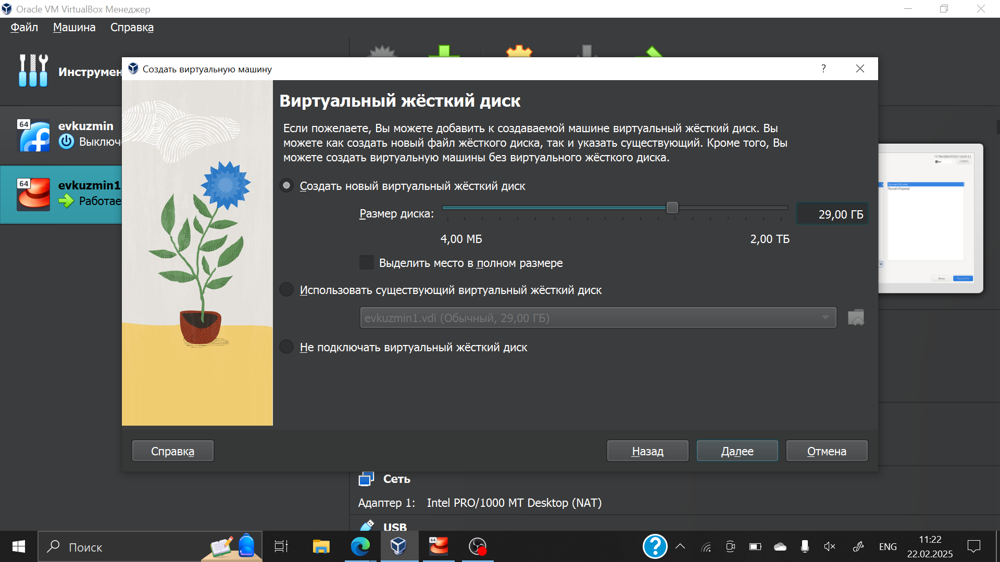 Oracle VM VirtualBox Менеджер
Файл Машина Справка
Инструмен
64
evkuzmin
Выключе
64
evkuzmin1
Работае
Создать виртуальную машину
?
Виртуальный жёсткий диск
Если пожелаете, Вы можете добавить к создаваемой машине виртуальный жёсткий диск. Вы
можете как создать новый файл жёсткого диска, так и указать существующий. Кроме того, Вы
можете создать виртуальную машины без виртуального жёсткого диска.
Создать новый виртуальный жёсткий диск
Размер диска:
29,00 ГБ
4,00 МБ
2,00 ТБ
Выделить место в полном размере
Использовать существующий виртуальный жёсткий диск
evkuzmin1.vdi (Обычный, 29,00 ГБ)
Не подключать виртуальный жёсткий диск
Справка
Назад
Далее
Отмена
Сеть
Адаптер 1: Intel PRO/1000 MT Desktop (NAT)
USB
Поиск
64
ENG
11:22
22.02.2025